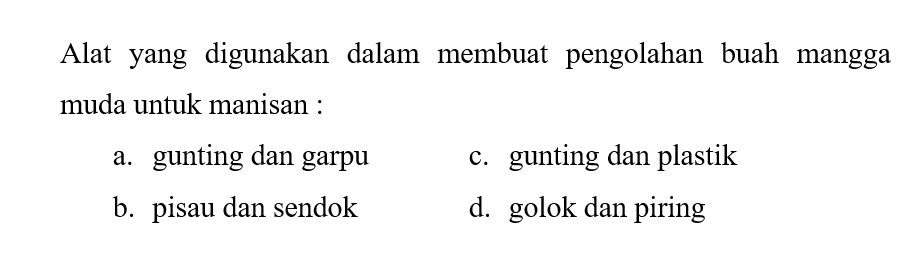 Alat yang digunakan dalam membuat pengolahan buah mangga
muda untuk manisan :
a. gunting dan garpu c. gunting dan plastik
b. pisau dan sendok d. golok dan piring